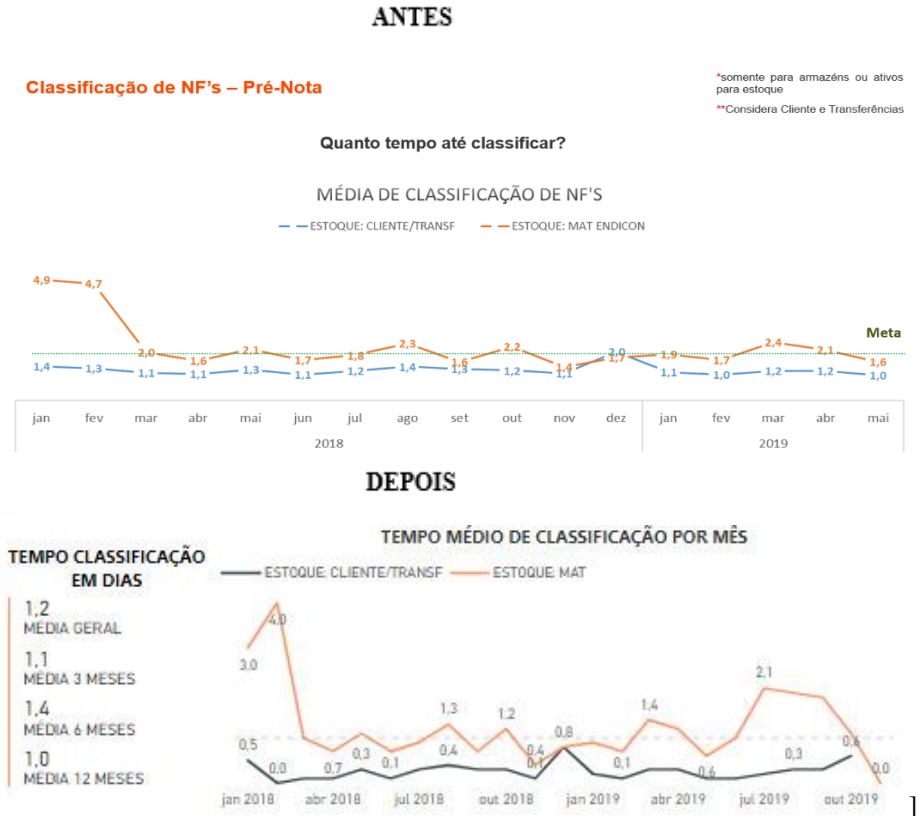 ANTES
Classificação de NF's – Pré-Nota
*somente para armazéns ou ativos
para estoque
**Considera Cliente e Transferências
Quanto tempo até classificar?
MÉDIA DE CLASSIFICAÇÃO DE NF'S
ESTOQUE: CLIENTE/TRANSF ESTOQUE: MAT ENDICON
4,9 4,7 2,0 1,6 2,1 1,7 1,8 2,3 1,6 2,2 1,4 1,7 1,9 1,7 2,4 2,1 1,6
Meta
1,4 1,3 1,1 1,1 1,3 1,1 1,2 1,4 1,3 1,2 1,1 2,0 1,1 1,0 1,2 1,2 1,0
jan fev mar abr mai jun jul ago set out nov dez jan fev mar abr mai
2018 2019
DEPOIS
TEMPO CLASSIFICAÇÃO
EM DIAS
1,2
MÉDIA GERAL
1,1
MÉDIA 3 MESES
1,4
MÉDIA 6 MESES
1,0
MÉDIA 12 MESES
TEMPO MÉDIO DE CLASSIFICAÇÃO POR MÊS
ESTOQUE: CLIENTE/TRANSF ESTOQUE: MAT
3,0 4,0 0,7 1,3 1,2 0,1 1,4 0,6 2,1 0,0
0,5 0,0 0,3 0,1 0,4 0,4 0,8 0,1 0,3 0,6
jan 2018 abr 2018 jul 2018 out 2018 jan 2019 abr 2019 jul 2019 out 2019